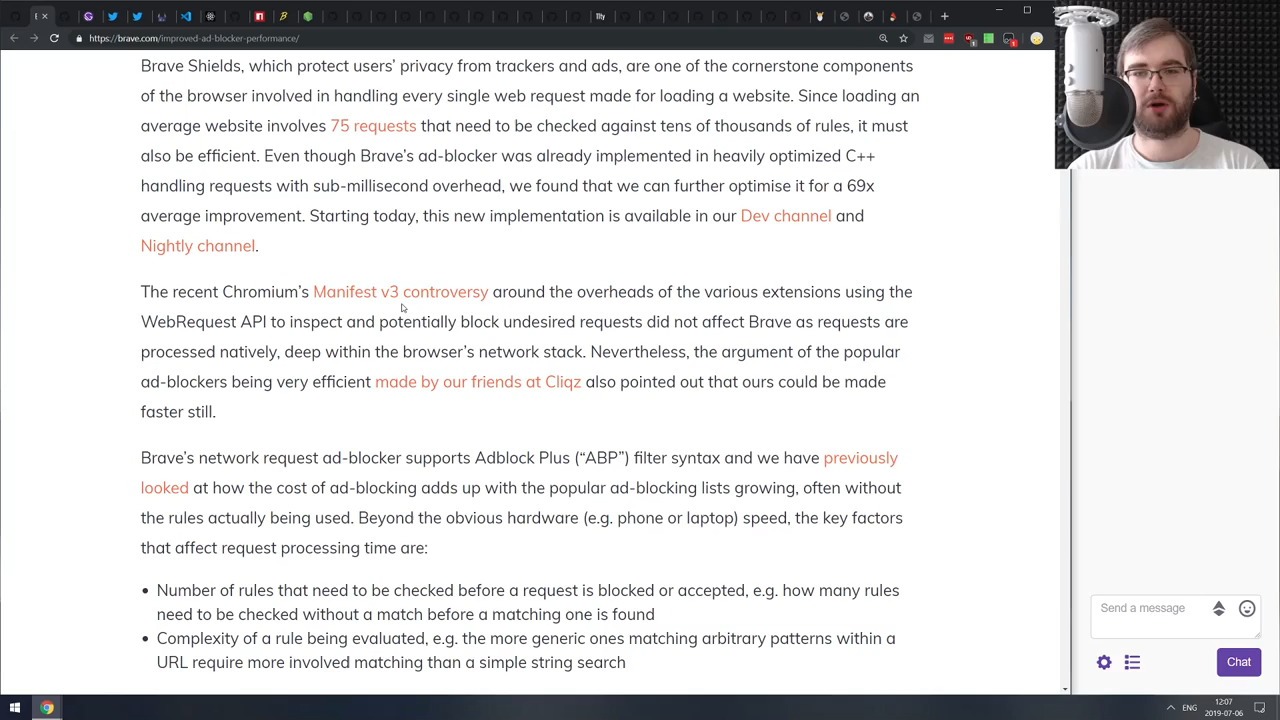 https://brave.com/improved-ad-blocker-performance/
Brave Shields, which protect users’ privacy from trackers and ads, are one of the cornerstone components
of the browser involved in handling every single web request made for loading a website. Since loading an
average website involves 75 requests that need to be checked against tens of thousands of rules, it must
also be efficient. Even though Brave’s ad-blocker was already implemented in heavily optimized C++
handling requests with sub-millisecond overhead, we found that we can further optimise it for a 69x
average improvement. Starting today, this new implementation is available in our Dev channel and
Nightly channel.
The recent Chromium’s Manifest v3 controversy around the overheads of the various extensions using the
WebRequest API to inspect and potentially block undesired requests did not affect Brave as requests are
processed natively, deep within the browser’s network stack. Nevertheless, the argument of the popular
ad-blockers being very efficient made by our friends at Cliqz also pointed out that ours could be made
faster still.
Brave’s network request ad-blocker supports Adblock Plus (“ABP”) filter syntax and we have previously
looked at how the cost of ad-blocking adds up with the popular ad-blocking lists growing, often without
the rules actually being used. Beyond the obvious hardware (e.g. phone or laptop) speed, the key factors
that affect request processing time are:
• Number of rules that need to be checked before a request is blocked or accepted, e.g. how many rules
need to be checked without a match before a matching one is found
• Complexity of a rule being evaluated, e.g. the more generic ones matching arbitrary patterns within a
URL require more involved matching than a simple string search
Send a message
Chat
ENG
12:07
2019-07-06